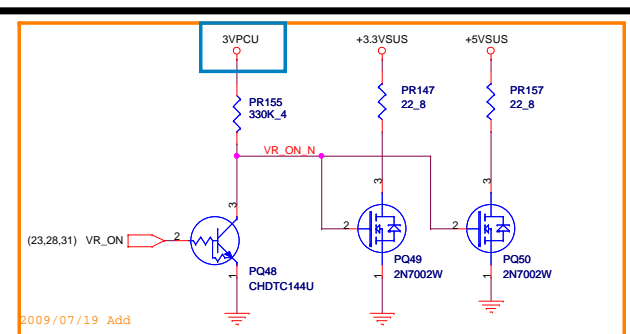 3VPCU
+3.3VSUS
+5VSUS
PR155
330K_4
PR147
22_8
PR157
22_8
VR_ON_N
3
3
3
(23,28,31) VR_ON
2
2
2
PQ48
CHDTC144U
PQ49
2N7002W
PQ50
2N7002W
1
1
1
2009/07/19 Add